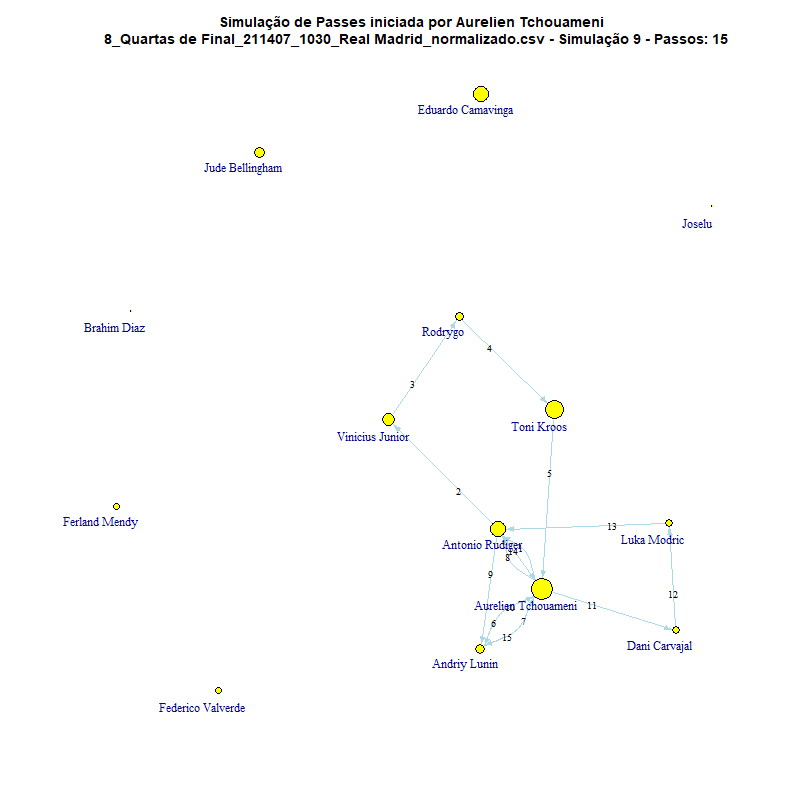 Simulação de Passes iniciada por Aurelien Tchouameni
8_Quartas de Final_211407_1030_Real Madrid_normalizado.csv - Simulação 9 - Passos: 15
Eduardo Camavinga
Jude Bellingham
Joselu
Brahim Diaz
Rodrygo
4
3
Toni Kroos
Vinicius Junior
5
2
Ferland Mendy
13
Luka Modric
Antonio Rudiger
14
8
9
12
Aurelien Tchouameni
10
11
6
7
15
Dani Carvajal
Andriy Lunin
Federico Valverde